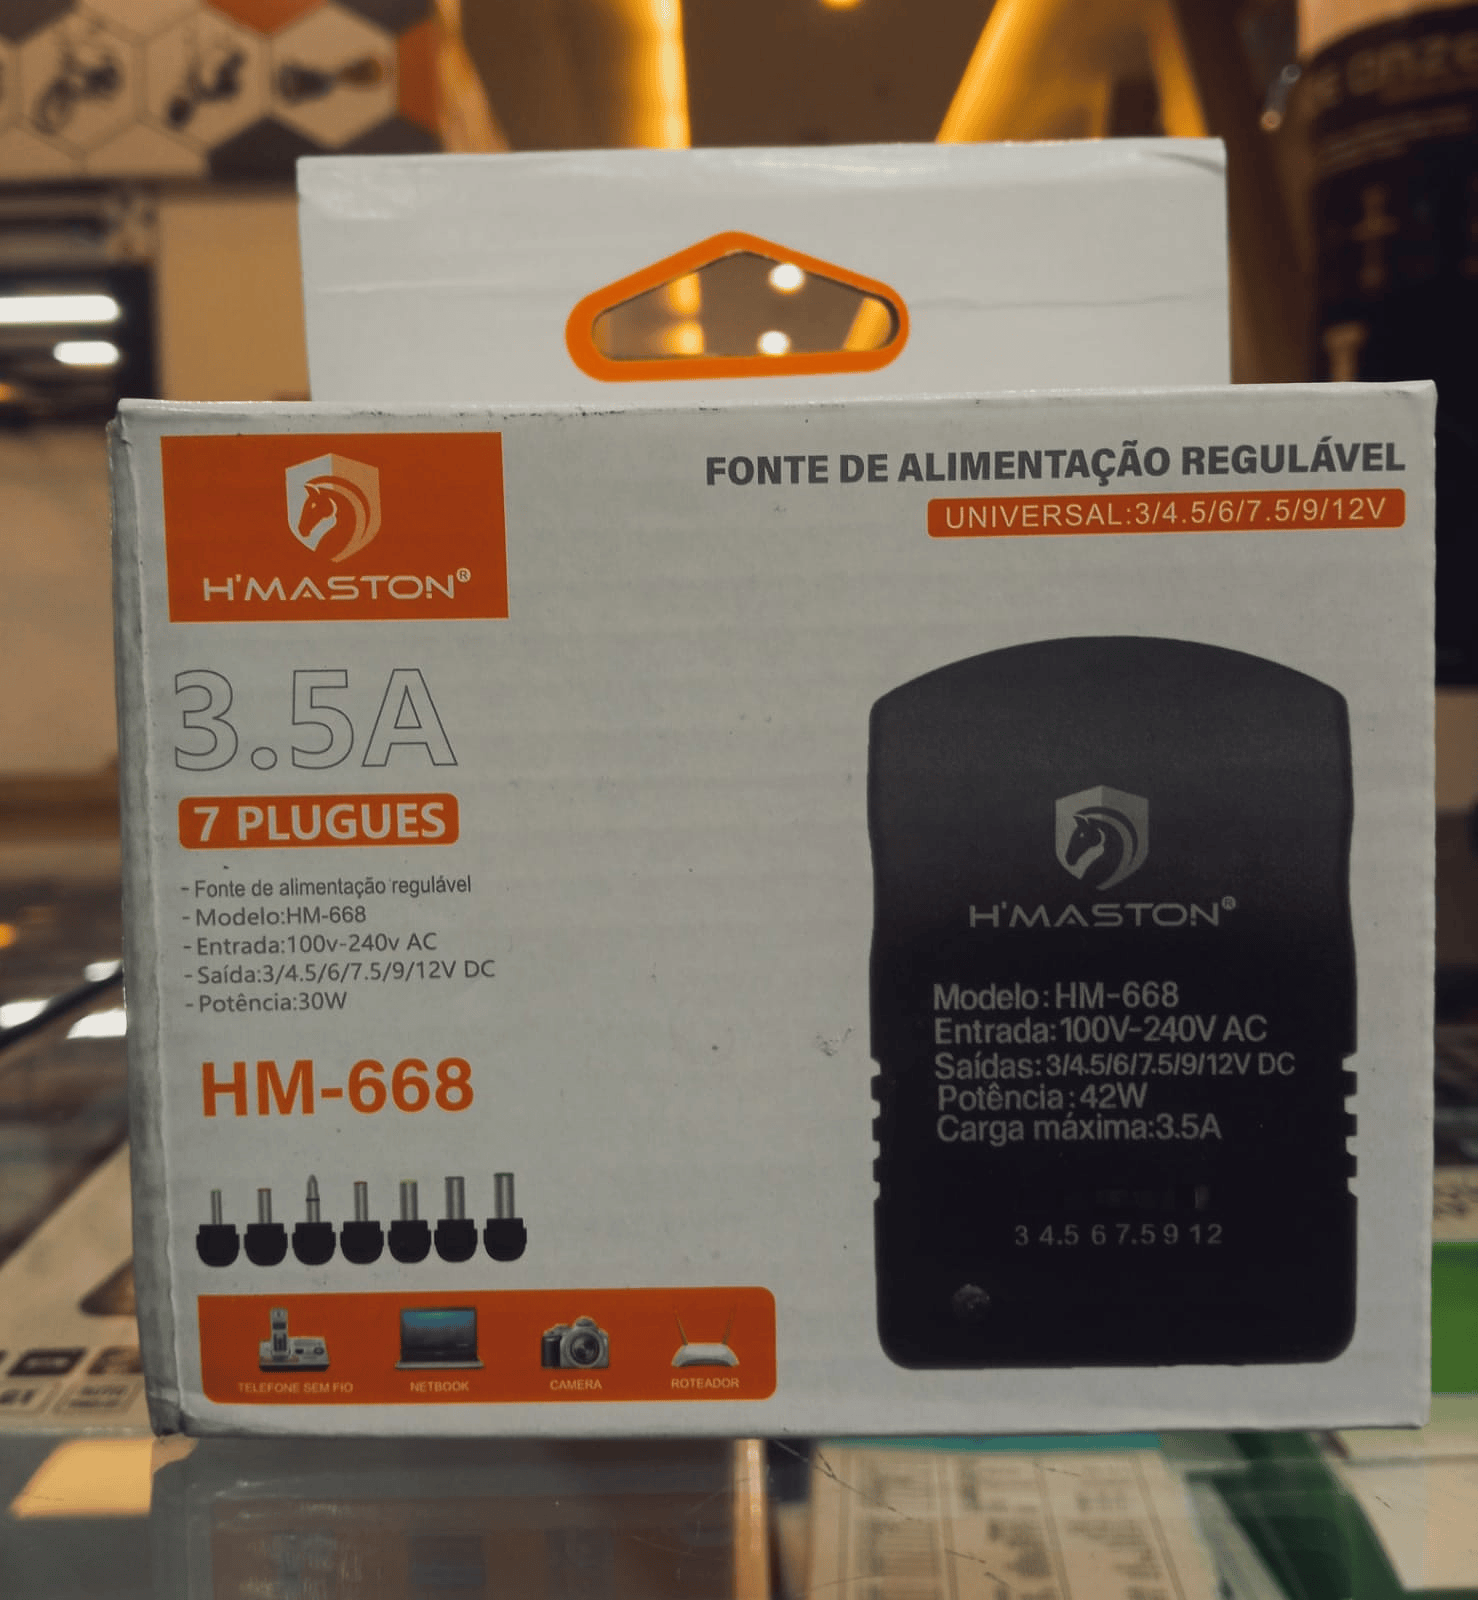 H'MASTON®
FONTE DE ALIMENTAÇÃO REGULÁVEL
UNIVERSAL:3/4.5/6/7.5/9/12V
3.5A
7 PLUGUES
- Fonte de alimentação regulável
- Modelo:HM-668
- Entrada:100v-240v AC
- Saída:3/4.5/6/7.5/9/12V DC
- Potência:30W
HM-668
TELEFONE SEM FIO
NETBOOK
CAMERA
ROTEADOR
H'MASTON®
Modelo:HM-668
Entrada:100V-240V AC
Saídas:3/4.5/6/7.5/9/12V DC
Potência:42W
Carga máxima:3.5A
3 4.5 6 7.5 9 12